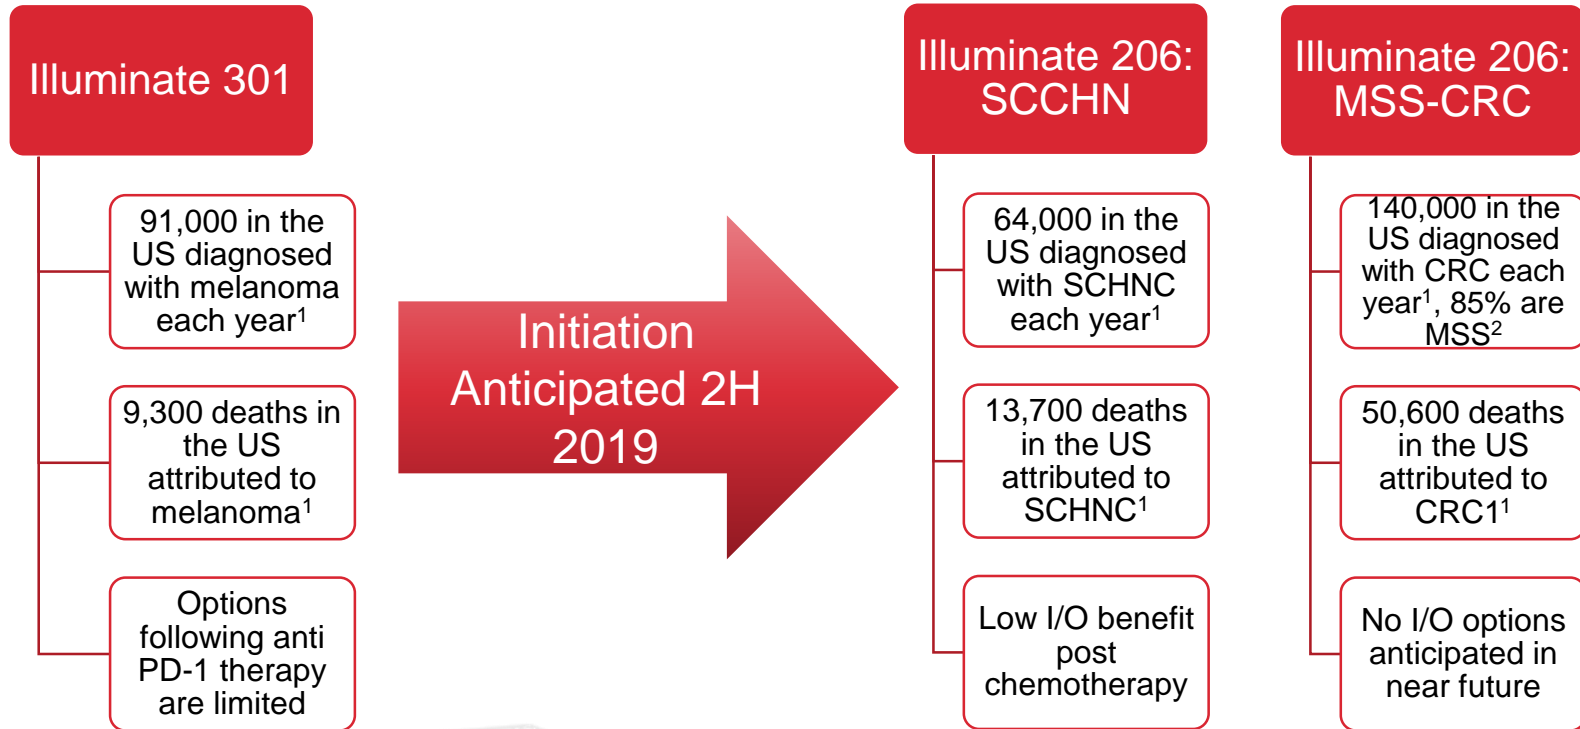 Illuminate 301
91,000 in the
US diagnosed
with melanoma
each year¹
9,300 deaths in
the US
attributed to
melanoma¹
Options
following anti
PD-1 therapy
are limited
Initiation
Anticipated 2H
2019
Illuminate 206:
SCCHN
64,000 in the
US diagnosed
with SCHNC
each year¹
13,700 deaths
in the US
attributed to
SCHNC¹
Low I/O benefit
post
chemotherapy
Illuminate 206:
MSS-CRC
140,000 in the
US diagnosed
with CRC each
year¹, 85% are
MSS²
50,600 deaths
in the US
attributed to
CRC1¹
No I/O options
anticipated in
near future